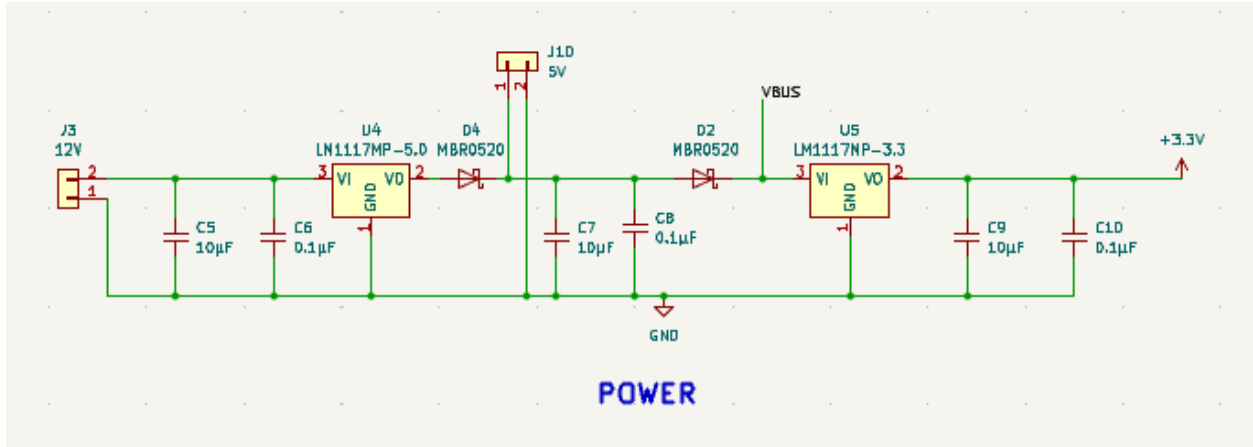 J10
5V
1 2
VBUS
J3
12V
2
1
U4
LM1117MP-5.0
3 VI VO 2
GND
1
D4
MBR0520
D2
MBR0520
U5
LM1117MP-3.3
3 VI VO 2
GND
1
+3.3V
C5
10µF
C6
0.1µF
C7
10µF
C8
0.1µF
C9
10µF
C10
0.1µF
GND
POWER